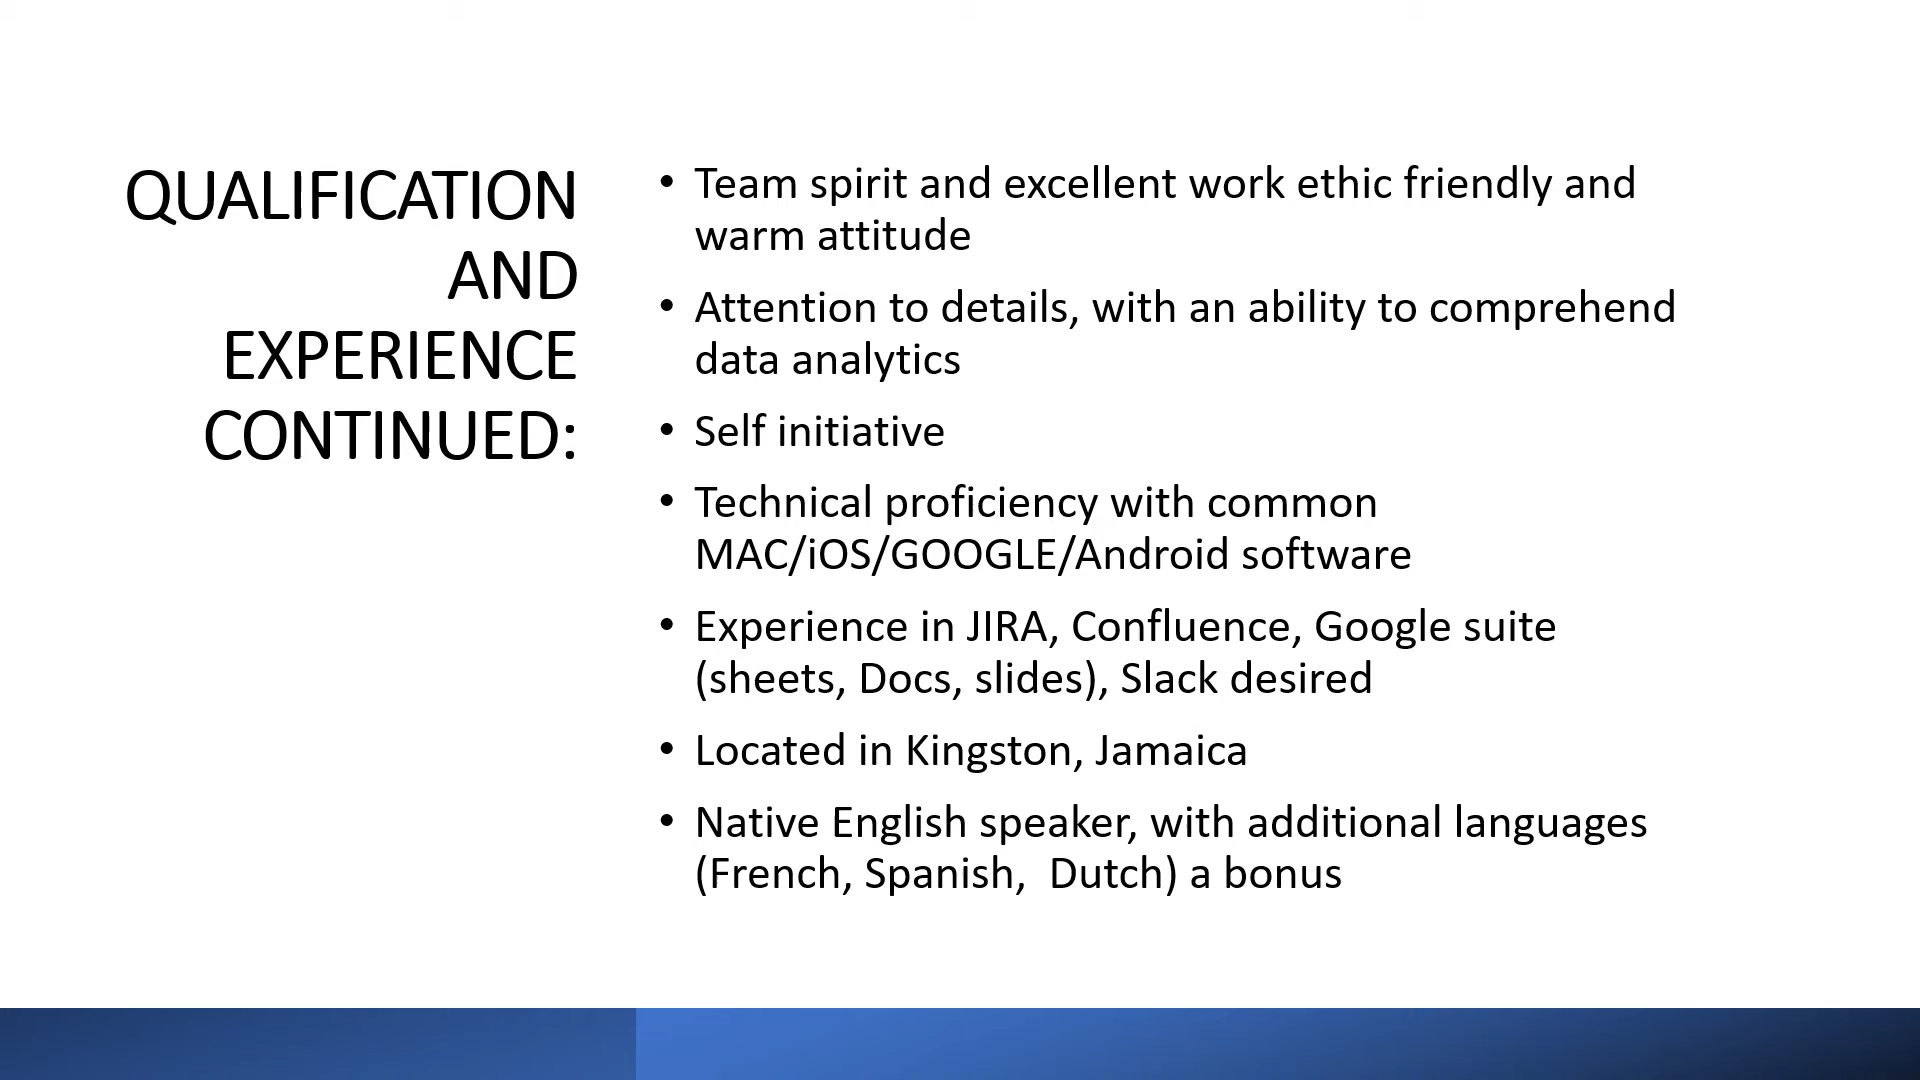 QUALIFICATION
AND
EXPERIENCE
CONTINUED:
• Team spirit and excellent work ethic friendly and
warm attitude
• Attention to details, with an ability to comprehend
data analytics
• Self initiative
• Technical proficiency with common
MAC/iOS/GOOGLE/Android software
• Experience in JIRA, Confluence, Google suite
(sheets, Docs, slides), Slack desired
• Located in Kingston, Jamaica
• Native English speaker, with additional languages
(French, Spanish,  Dutch) a bonus